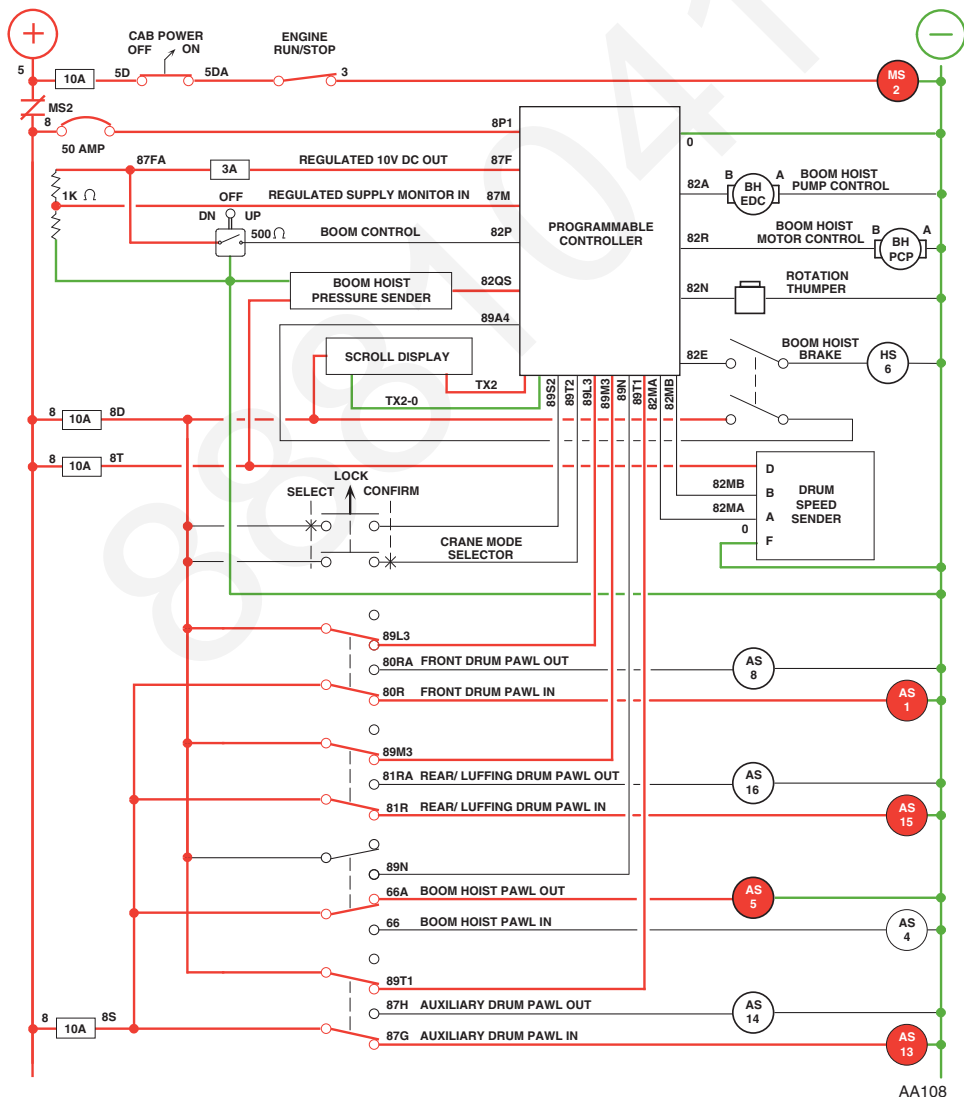 8881041
+
−
CAB POWER
OFF ON
ENGINE
RUN/STOP
5
10A
5D
5DA
3
MS
2
MS2
8
50 AMP
8P1
0
87FA
3A
REGULATED 10V DC OUT
87F
1K Ω
REGULATED SUPPLY MONITOR IN
87M
OFF
DN UP
500 Ω
BOOM CONTROL
82P
PROGRAMMABLE
CONTROLLER
82A
B
BH
EDC
A
BOOM HOIST
PUMP CONTROL
82R
BOOM HOIST
MOTOR CONTROL
B
BH
PCP
A
BOOM HOIST
PRESSURE SENDER
82QS
82N
ROTATION
THUMPER
89A4
SCROLL DISPLAY
TX2
TX2-0
82E
BOOM HOIST
BRAKE
HS
6
89S2
89T2
89L3
89M3
89N
89T1
82MA
82MB
8
10A
8D
8
10A
8T
LOCK
SELECT CONFIRM
CRANE MODE
SELECTOR
82MB
82MA
0
D
B
A
F
DRUM
SPEED
SENDER
89L3
80RA FRONT DRUM PAWL OUT
AS
8
80R FRONT DRUM PAWL IN
AS
1
89M3
81RA REAR/ LUFFING DRUM PAWL OUT
AS
16
81R REAR/ LUFFING DRUM PAWL IN
AS
15
89N
66A BOOM HOIST PAWL OUT
AS
5
66 BOOM HOIST PAWL IN
AS
4
89T1
87H AUXILIARY DRUM PAWL OUT
AS
14
8
10A
8S
87G AUXILIARY DRUM PAWL IN
AS
13
AA108